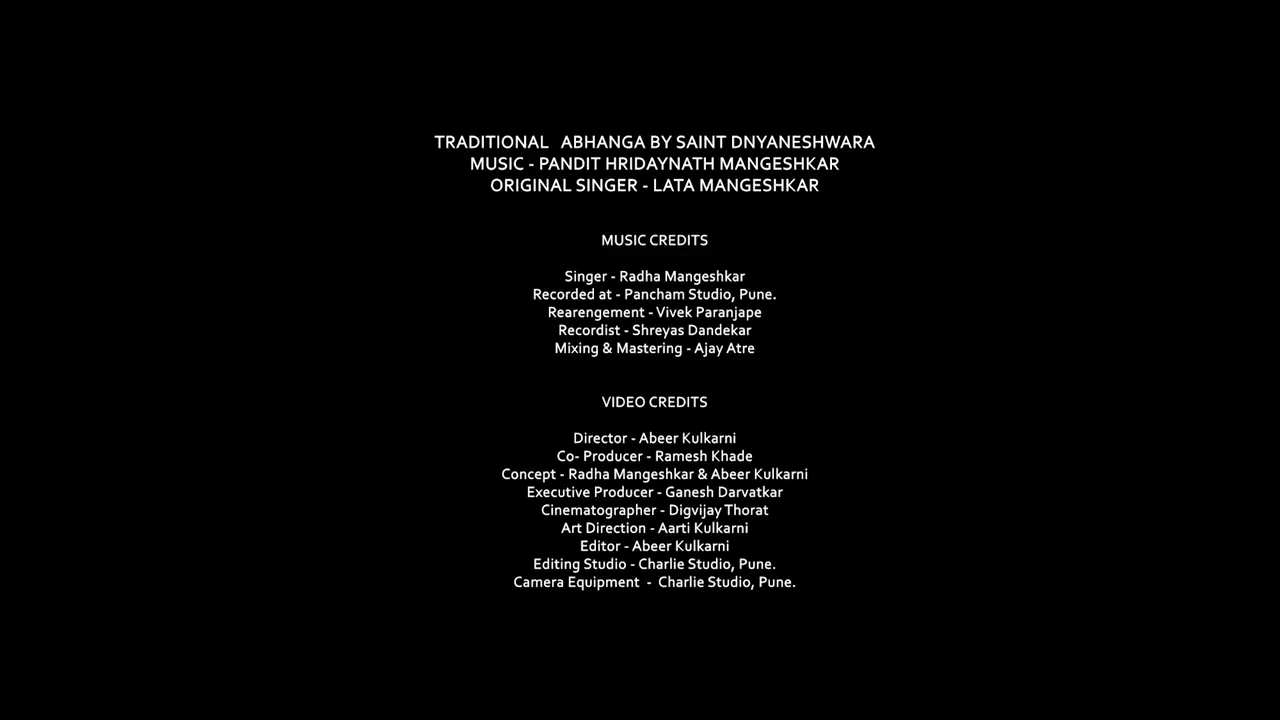 TRADITIONAL ABHANGA BY SAINT DNYANESHWARA
MUSIC - PANDIT HRIDAYNATH MANGESHKAR
ORIGINAL SINGER - LATA MANGESHKAR
MUSIC CREDITS
Singer - Radha Mangeshkar
Recorded at - Pancham Studio, Pune.
Rearengement - Vivek Paranjape
Recordist - Shreyas Dandekar
Mixing & Mastering - Ajay Atre
VIDEO CREDITS
Director - Abeer Kulkarni
Co- Producer - Ramesh Khade
Concept - Radha Mangeshkar & Abeer Kulkarni
Executive Producer - Ganesh Darvatkar
Cinematographer - Digvijay Thorat
Art Direction - Aarti Kulkarni
Editor - Abeer Kulkarni
Editing Studio - Charlie Studio, Pune.
Camera Equipment - Charlie Studio, Pune.